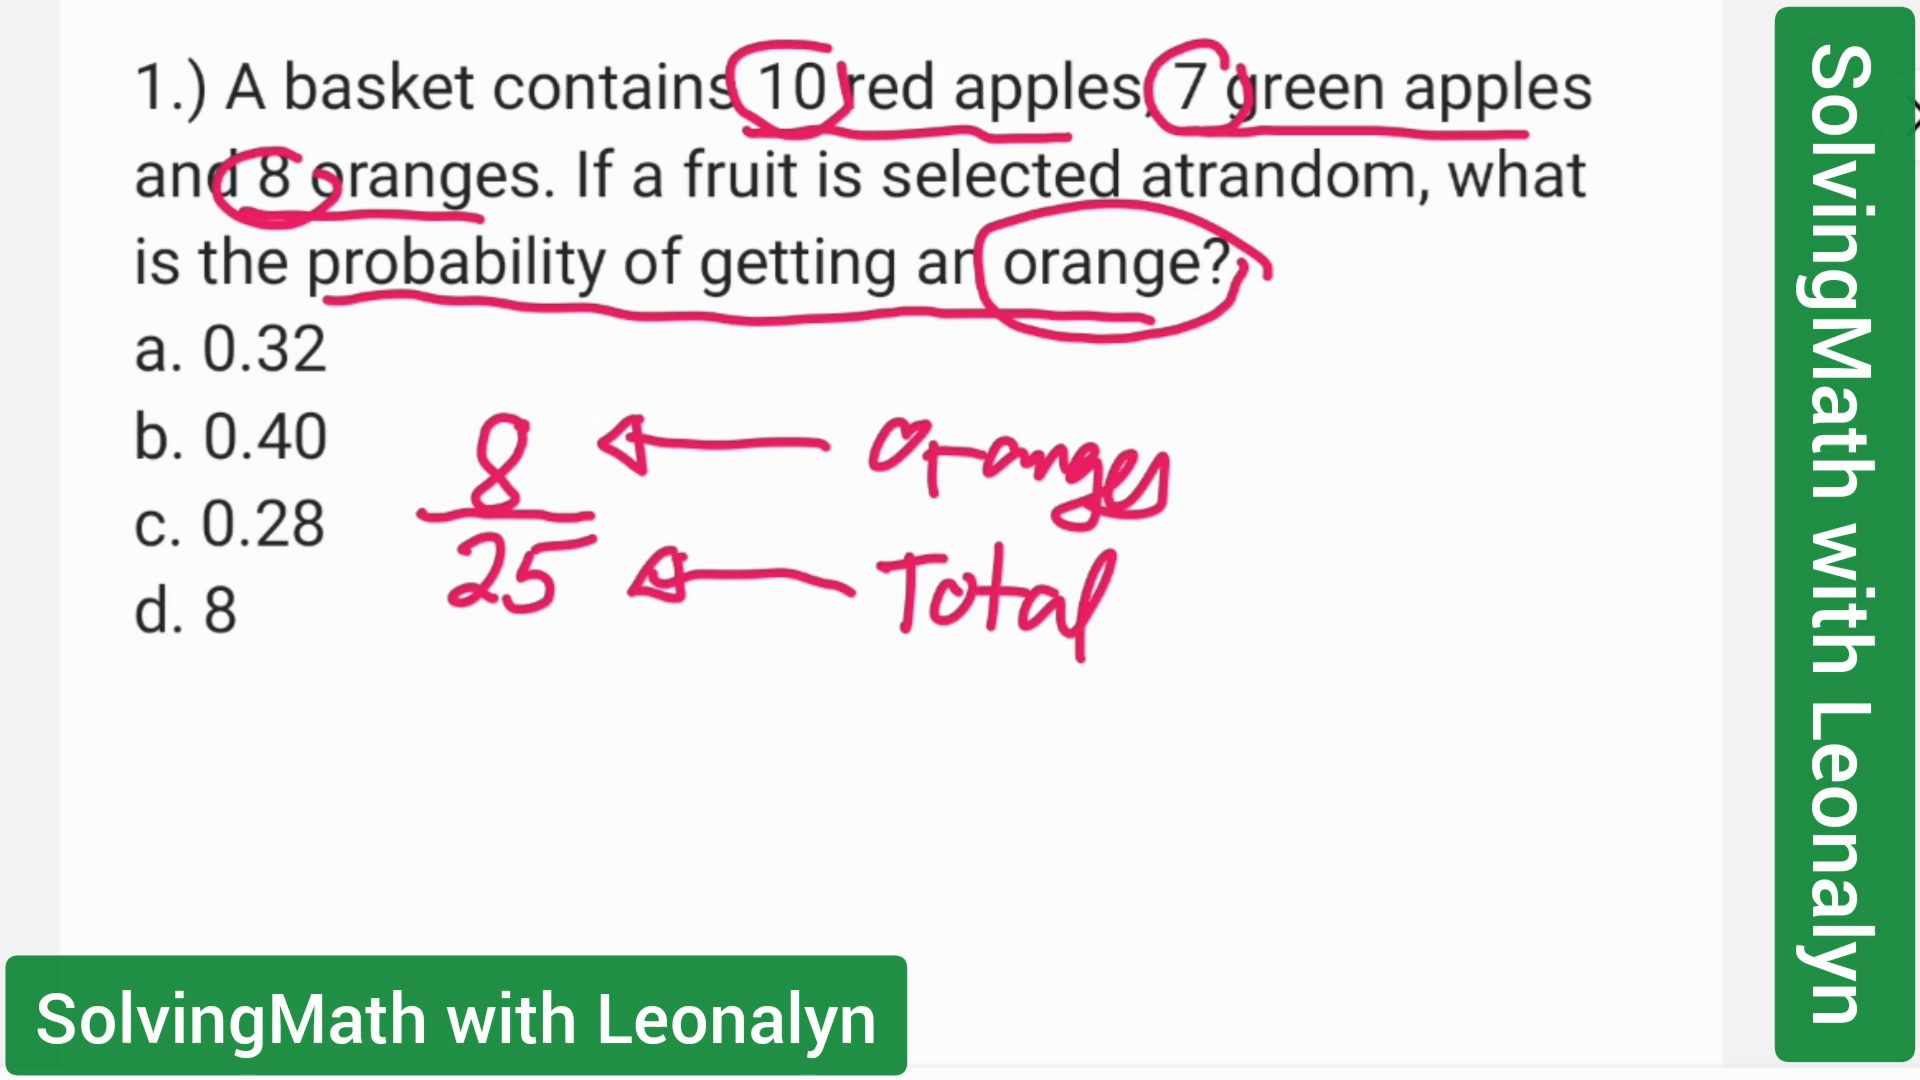 1.) A basket contains 10 red apples, 7 green apples
and 8 oranges. If a fruit is selected atrandom, what
is the probability of getting an orange?
a. 0.32
b. 0.40
c. 0.28
d. 8
8
25
oranges
Total
SolvingMath with Leonalyn
SolvingMath with Leonalyn